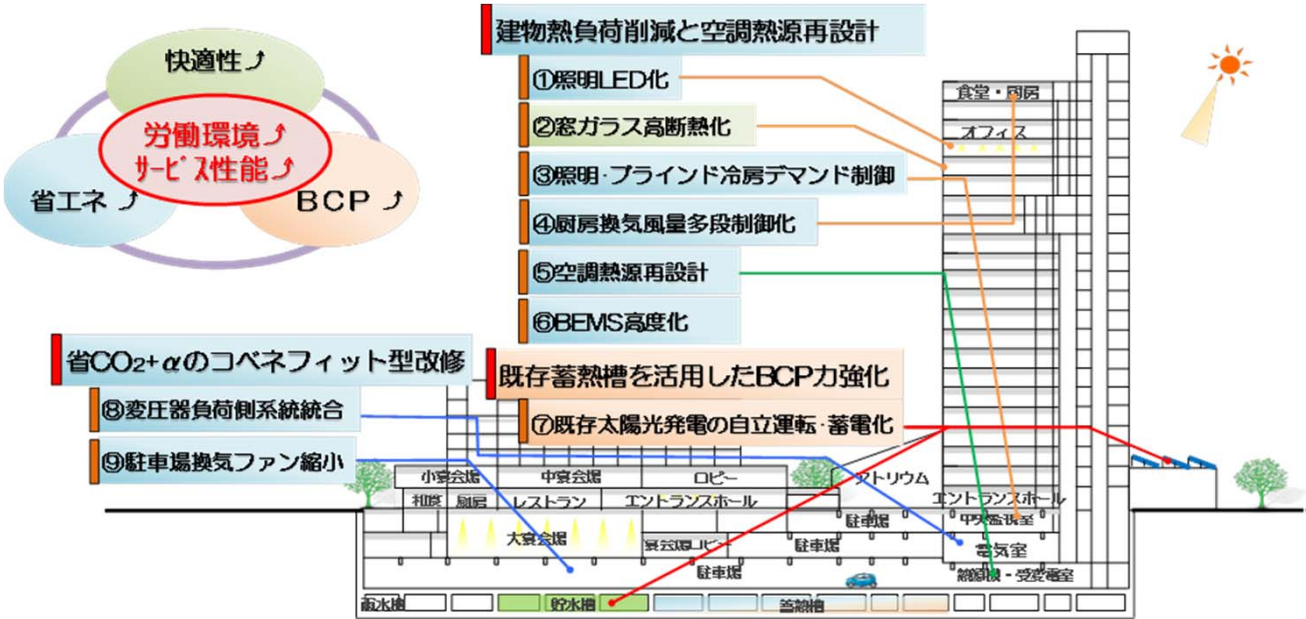 快適性
労働環境
サービス性能
省エネ
BCP
建物熱負荷削減と空調熱源再設計
①照明LED化
②窓ガラス高断熱化
③照明・ブラインド冷房デマンド制御
④厨房換気風量多段制御化
⑤空調熱源再設計
⑥BEMS高度化
省CO2+αのコベネフィット型改修
⑧変圧器負荷側系統統合
⑨駐車場換気ファン縮小
既存蓄熱槽を活用したBCP力強化
⑦既存太陽光発電の自立運転・蓄電化
食堂・厨房
オフィス
小宴会場
中宴会場
ロビー
アトリウム
厨房
レストラン
エントランスホール
エントランスホール
中央監視室
大宴会場
宴会場ロビー
駐車場
駐車場
電気室
駐車場
受変電室
雨水槽
貯水槽
蓄熱槽